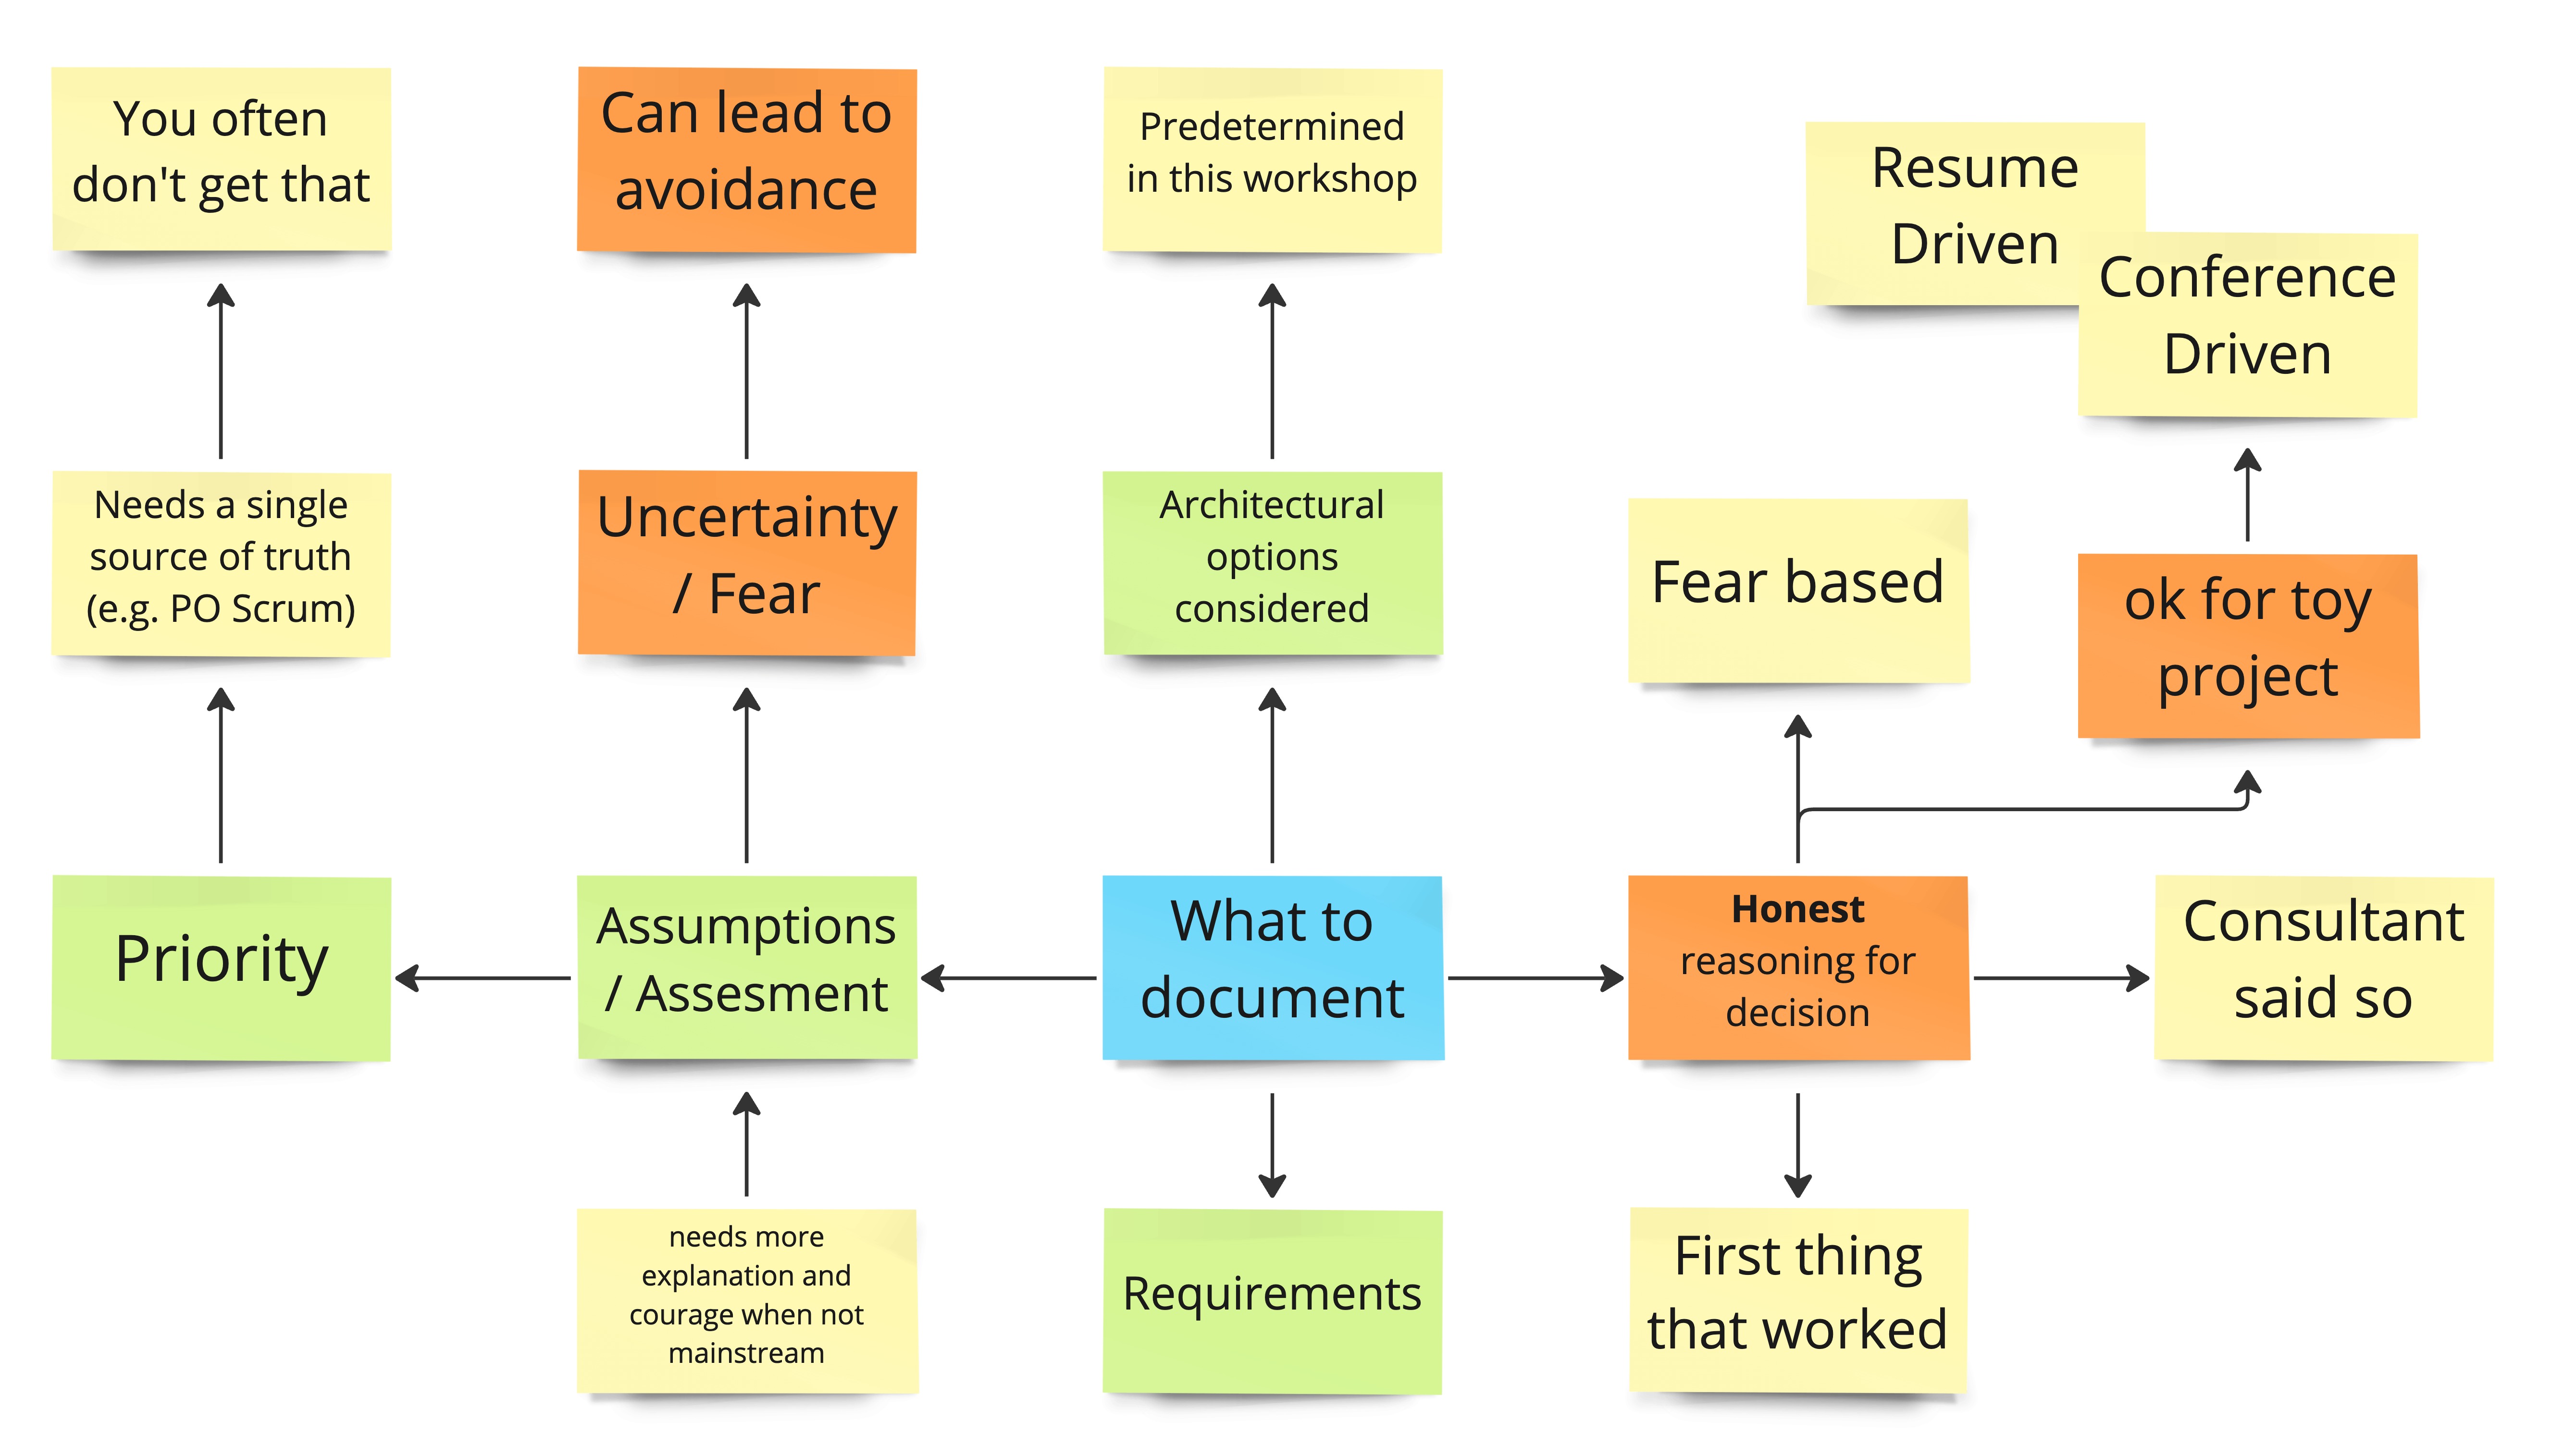 You often
don't get that
Can lead to
avoidance
Predetermined
in this workshop
Resume
Driven
Conference
Driven
Needs a single
source of truth
(e.g. PO Scrum)
Uncertainty
/ Fear
Architectural
options
considered
Fear based
ok for toy
project
Priority
Assumptions
/ Assesment
What to
document
Honest
reasoning for
decision
Consultant
said so
needs more
explanation and
courage when not
mainstream
Requirements
First thing
that worked